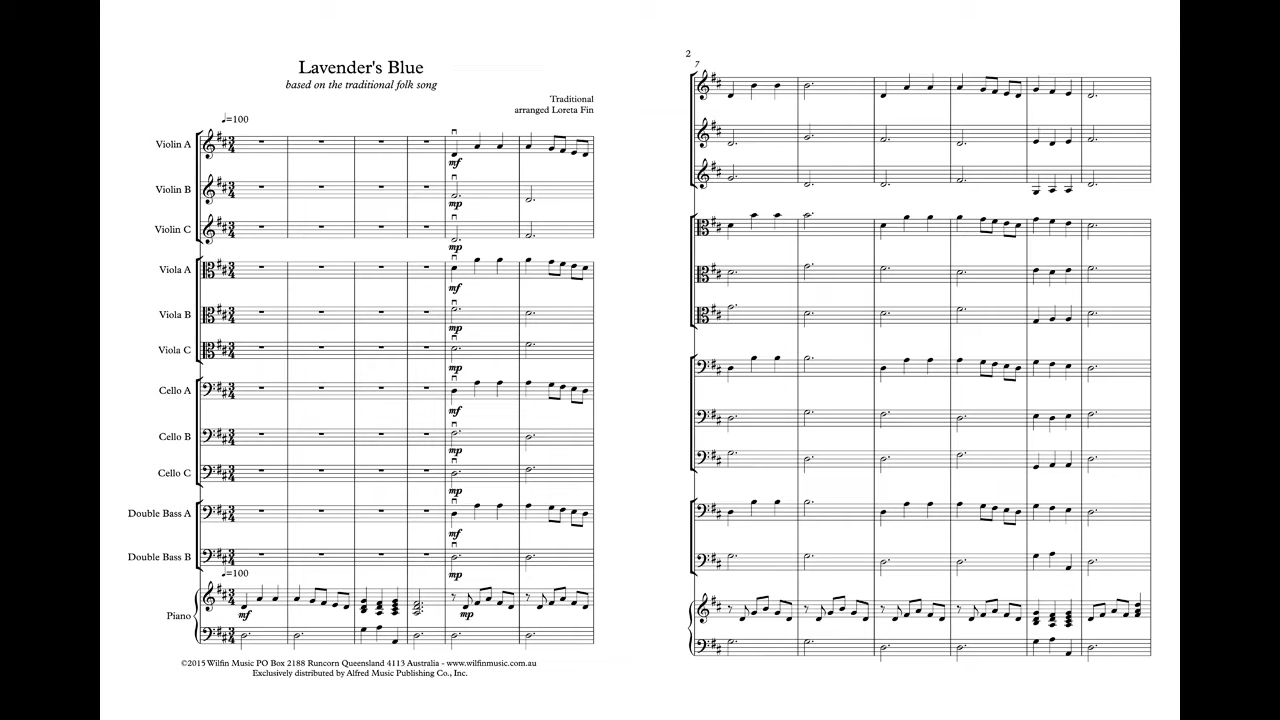 Lavender's Blue
based on the traditional folk song
Traditional
arranged Loreta Fin
♩=100
Violin A
mf
Violin B
mp
Violin C
mp
Viola A
mf
Viola B
mp
Viola C
mp
Cello A
mf
Cello B
mp
Cello C
mp
Double Bass A
mf
Double Bass B
mp
♩=100
Piano
mf
mp
©2015 Wilfin Music PO Box 2188 Runcorn Queensland 4113 Australia - www.wilfinmusic.com.au
Exclusively distributed by Alfred Music Publishing Co., Inc.
2
7